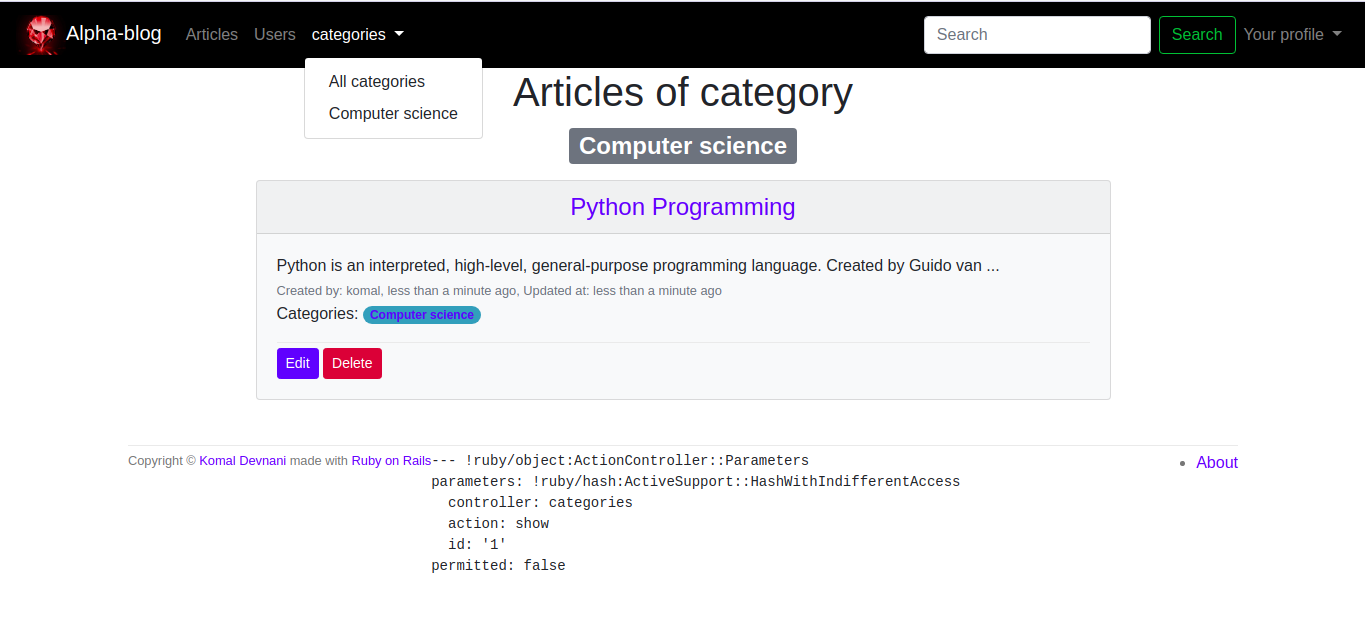 Alpha-blog Articles Users categories Search Search Your profile
All categories
Computer science
Articles of category
Computer science
Python Programming
Python is an interpreted, high-level, general-purpose programming language. Created by Guido van ...
Created by: komal, less than a minute ago, Updated at: less than a minute ago
Categories: Computer science
Edit Delete
Copyright © Komal Devnani made with Ruby on Rails--- !ruby/object:ActionController::Parameters
parameters: !ruby/hash:ActiveSupport::HashWithIndifferentAccess
  controller: categories
  action: show
  id: '1'
permitted: false
About